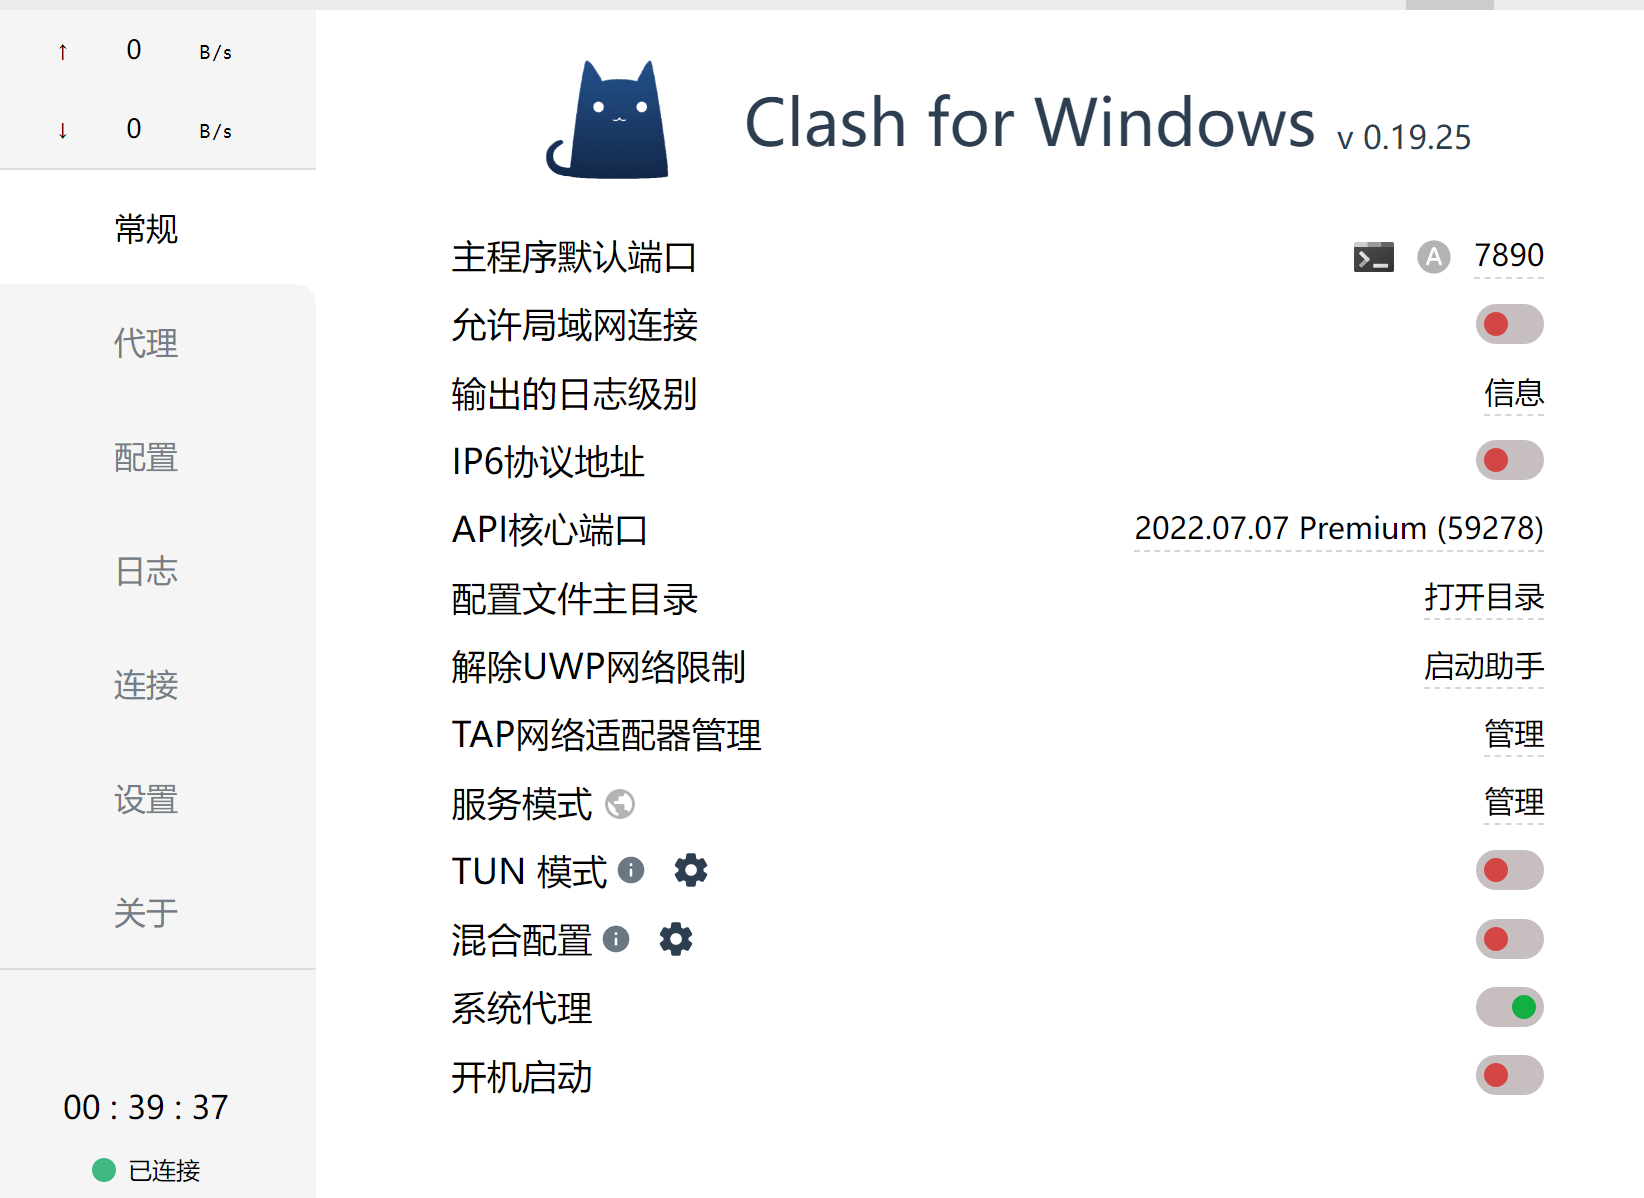 ↑ 0 B/s
↓ 0 B/s
常规
代理
配置
日志
连接
设置
关于
00 : 39 : 37
已连接
Clash for Windows v 0.19.25
主程序默认端口 A 7890
允许局域网连接
输出的日志级别 信息
IP6协议地址
API核心端口 2022.07.07 Premium (59278)
配置文件主目录 打开目录
解除UWP网络限制 启动助手
TAP网络适配器管理 管理
服务模式 管理
TUN 模式
混合配置
系统代理
开机启动